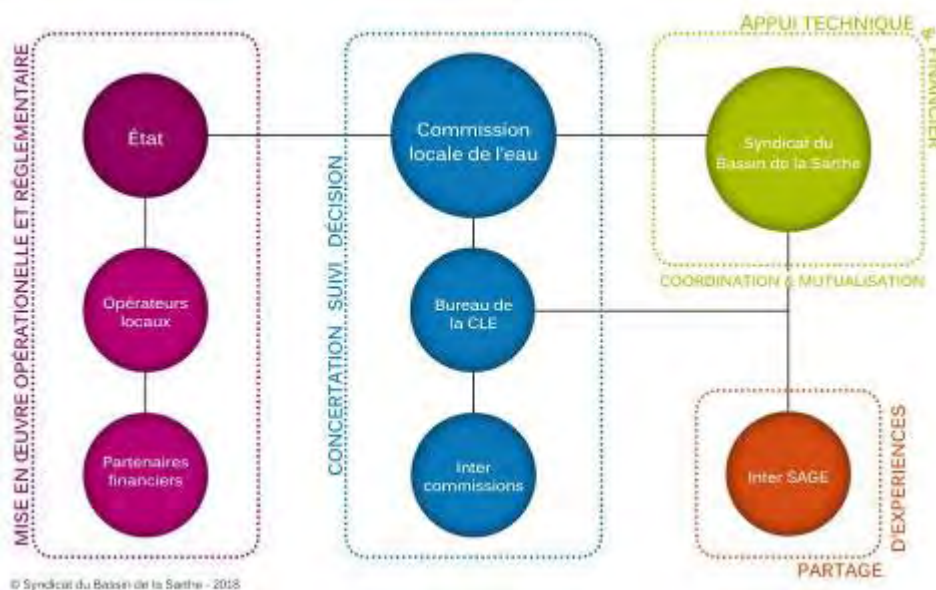 MISE EN ŒUVRE OPÉRATIONELLE ET RÉGLEMENTAIRE
État
Opérateurs
locaux
Partenaires
financiers
CONCERTATION SUIVI DÉCISION
Commission
locale de l'eau
Bureau de
la CLE
Inter
commissions
APPUI TECHNIQUE
& FINANCIER
Syndicat du
Bassin de la Sarthe
COORDINATION & MUTUALISATION
Inter SAGE
D'EXPERIENCES
PARTAGE
© Syndicat du Bassin de la Sarthe - 2018